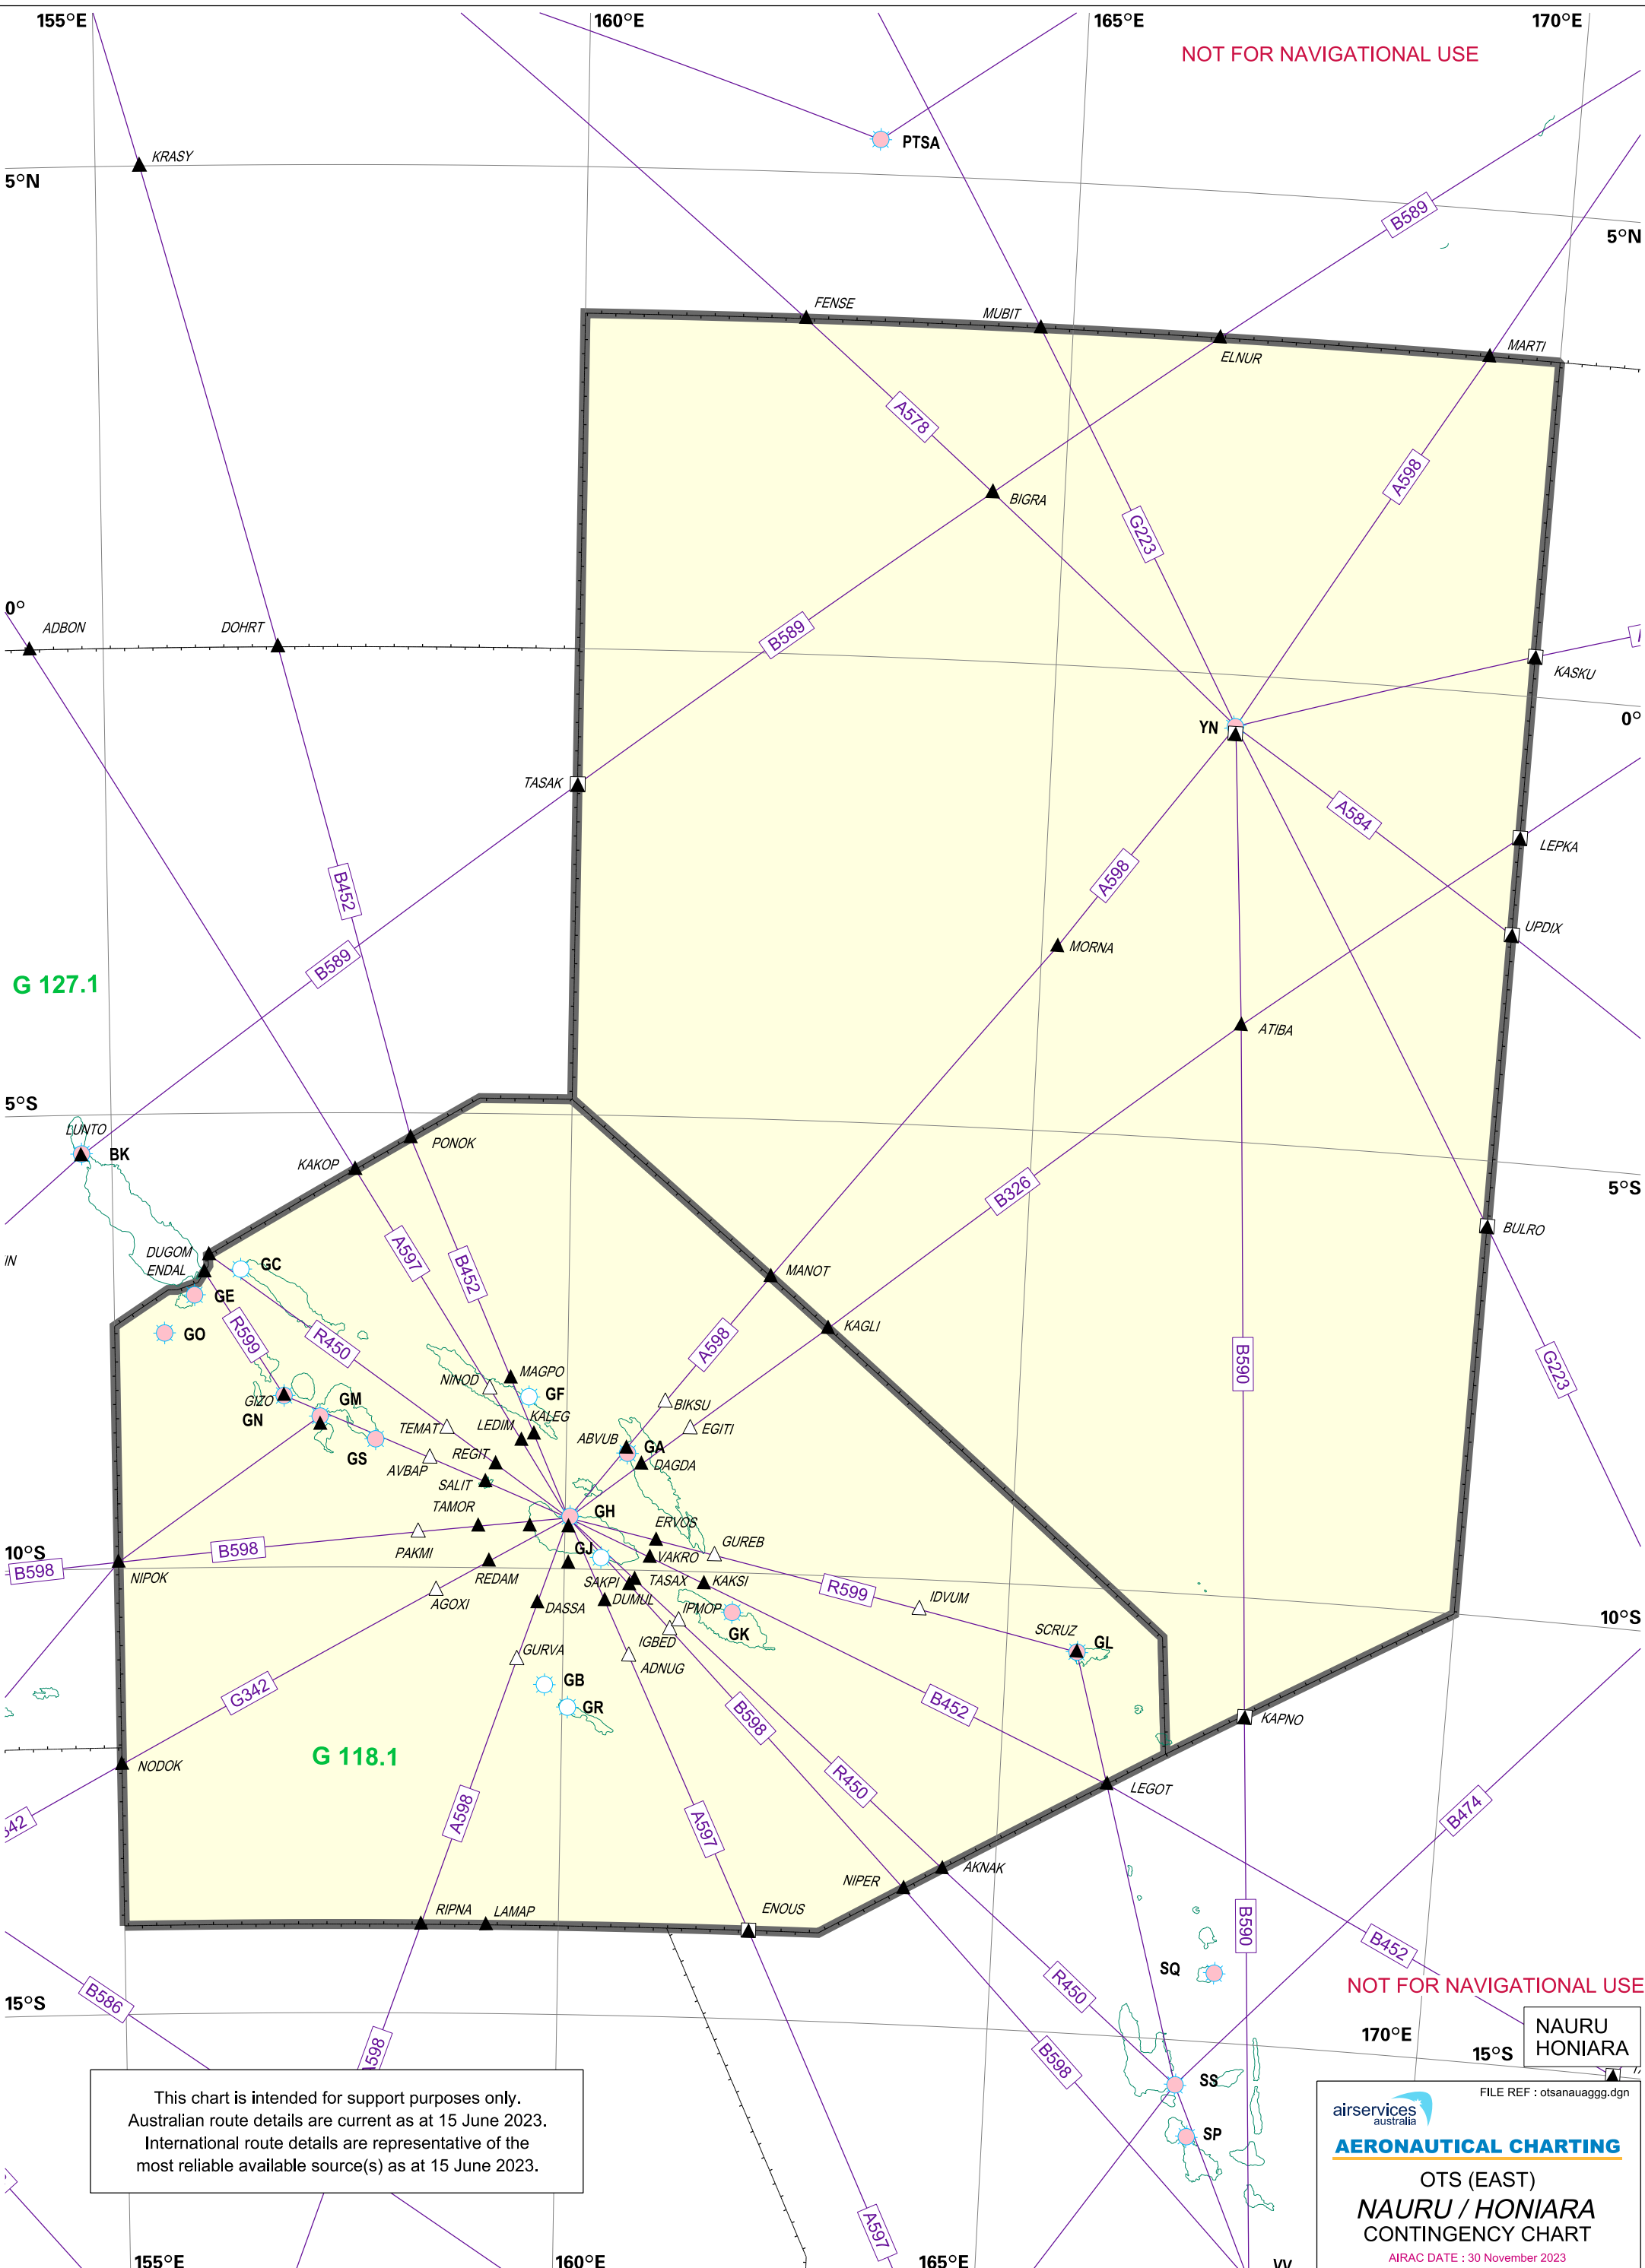 155°E
160°E
165°E
170°E
NOT FOR NAVIGATIONAL USE
PTSA
KRASY
5°N
B589
5°N
FENSE
MUBIT
ELNUR
MARTI
A578
A598
BIGRA
G223
0°
ADBON
DOHRT
B589
KASKU
YN
0°
TASAK
A584
LEPKA
B452
A598
UPDIX
MORNA
B589
G 127.1
ATIBA
5°S
LUNTO
BK
PONOK
KAKOP
B326
5°S
BULRO
DUGOM
IN
ENDAL
GC
A597
B452
MANOT
GE
GO
R599
R450
KAGLI
A598
B590
G223
MAGPO
NINOD
GF
GIZO
GM
GN
BIKSU
KALEG
TEMAT
LEDIM
EGITI
ABVUB
GA
GS
REGIT
AVBAP
DAGDA
SALIT
TAMOR
GH
ERVOS
GJ
GUREB
B598
10°S
B598
PAKMI
VAKRO
NIPOK
REDAM
SAKPI
TASAX
KAKSI
R599
IDVUM
AGOXI
DASSA
DUMUL
IPMOP
10°S
GK
SCRUZ
GL
IGBED
GURVA
ADNUG
GB
G342
GR
B452
B598
KAPNO
G 118.1
NODOK
R450
LEGOT
342
A598
A597
B474
AKNAK
NIPER
RIPNA
LAMAP
ENOUS
B590
B452
SQ
R450
NOT FOR NAVIGATIONAL USE
B586
15°S
170°E
15°S
NAURU
HONIARA
A598
B598
SS
SP
This chart is intended for support purposes only.
Australian route details are current as at 15 June 2023.
International route details are representative of the
most reliable available source(s) as at 15 June 2023.
FILE REF : otsanauaggg.dgn
airservices
australia
AERONAUTICAL CHARTING
OTS (EAST)
NAURU / HONIARA
CONTINGENCY CHART
AIRAC DATE : 30 November 2023
A597
155°E
160°E
165°E
VV